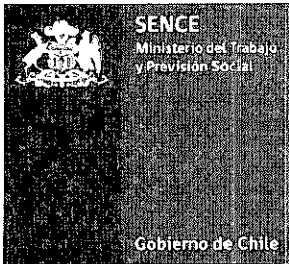 SENCE
Ministerio del Trabajo
y Previsión Social
Gobierno de Chile